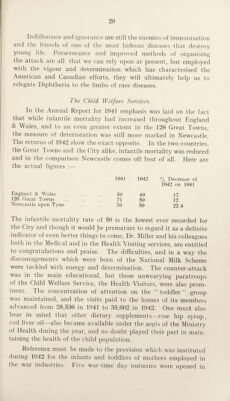 29
Indifference and ignorance are still the enemies of immunisation
and the friends of one of the most hideous diseases that destroy
young life. Perseverance and improved methods of organising
the attack are all that we can rely upon at present, but employed
with the vigour and determination which has characterised the
American and Canadian efforts, they will ultimately help us to
relegate Diphtheria to the limbo of rare diseases.
The Child Welfare Services.
In the Annual Report for 1941 emphasis was laid on the fact
that while infantile mortality had increased throughout England
& Wales, and to an even greater extent in the 126 Great Towns,
the measure of deterioration was still more marked in Newcastle.
The returns of 1942 show the exact opposite. In the two countries,
the Great Towns and the City alike, infantile mortality was reduced
and in the comparison Newcastle comes off best of all. Here are
the actual figures :—
1941 1942 % Decrease of
1942 on 1941
England & Wales ... ... 59 49 17.
126 Great Towns ... ... 71 59 17.
Newcastle upon Tyne ... 76 59 22.4
The infantile mortality rate of 59 is the lowest ever recorded for
the City and though it would be premature to regard it as a definite
indicator of even better things to come, Dr. Miller and his colleagues
both in the Medical and in the Health Visiting services, are entitled
to congratulations and praise. The difficulties, and in a way the
discouragements which were born of the National Milk Scheme
were tackled with energy and determination. The counter-attack
was in the main educational, but those unwearying paratroops
of the Child Welfare Service, the Health Visitors, were also prom-
inent. The concentration of attention on the " toddler " group
was maintained, and the visits paid to the homes of its members
advanced from 28,836 in 1941 to 35,602 in 1942. One must also
bear in mind that other dietary supplements—rose hip syrup,
cod liver oil—also became available under the aegis of the Ministry
of Health during the year, and no doubt played their part in main-
taining the health of the child population.
Reference must be made to the provision which was instituted
during 1942 for the infants and toddlers of mothers employed in
the war industries. Five war-time day nurseries were opened in